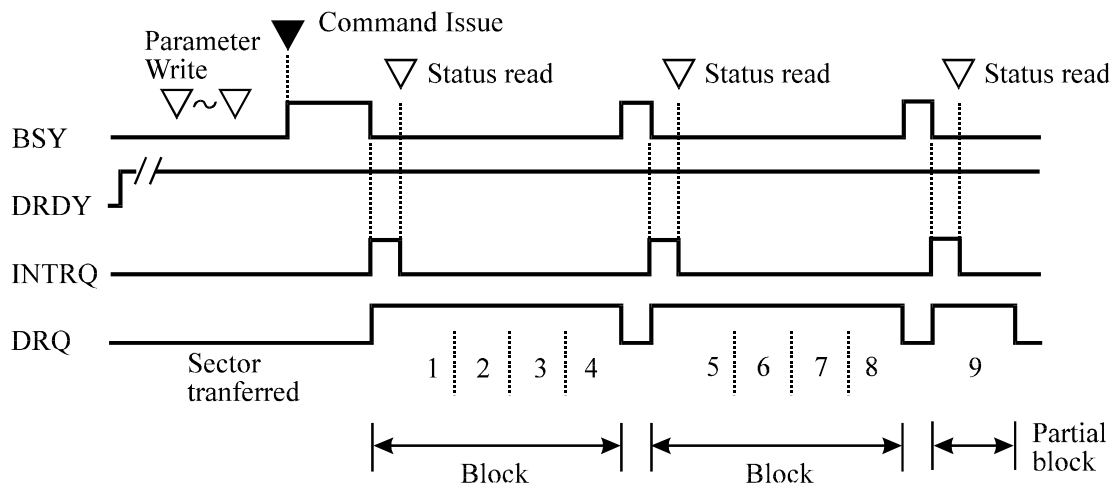 Command Issue
Parameter
Write
Status read
Status read
Status read
~
BSY
DRDY
INTRQ
DRQ
Sector
tranferred
1 2 3 4 5 6 7 8 9
Block
Block
Partial
block